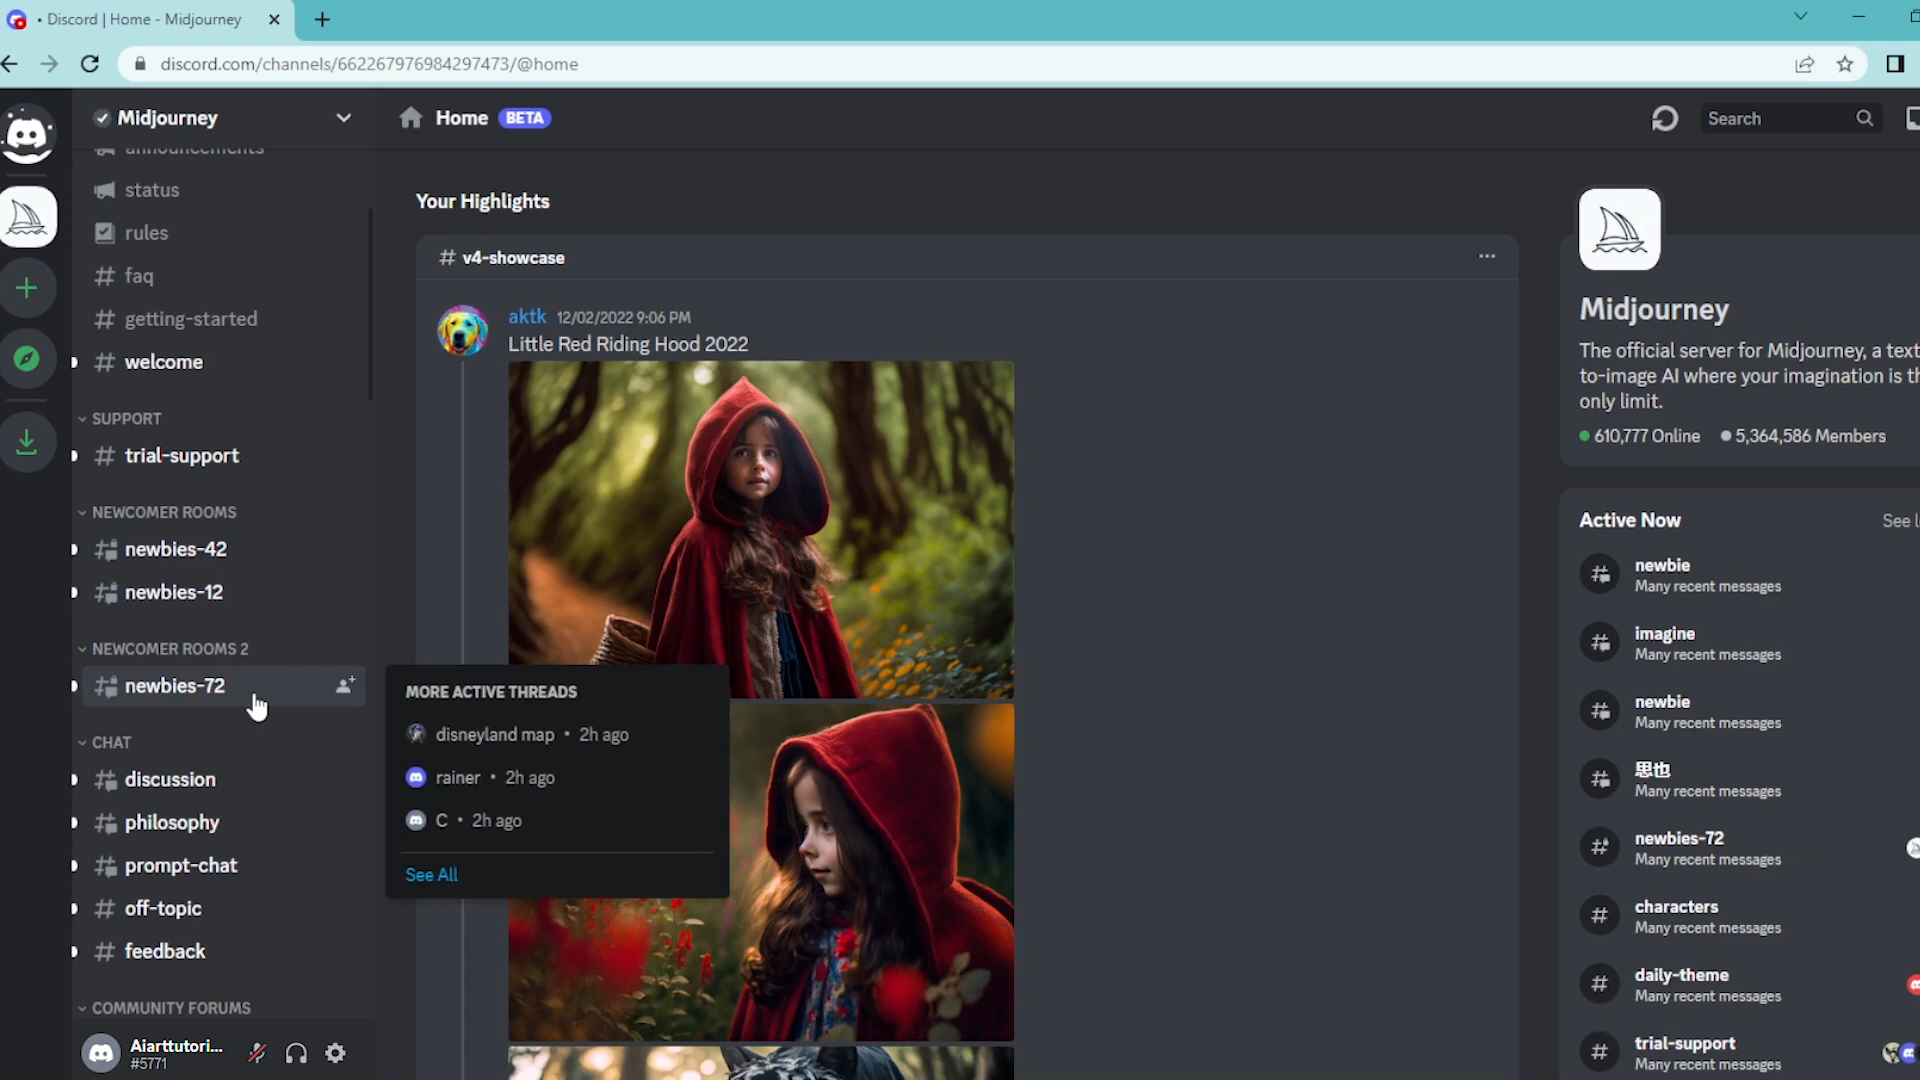 • Discord | Home - Midjourney
discord.com/channels/662267976984297473/@home
Midjourney
announcements
status
rules
faq
getting-started
welcome
SUPPORT
trial-support
NEWCOMER ROOMS
newbies-42
newbies-12
NEWCOMER ROOMS 2
newbies-72
CHAT
discussion
philosophy
prompt-chat
off-topic
feedback
COMMUNITY FORUMS
Aiarttutori...
#5771
Home BETA
Search
Your Highlights
# v4-showcase
aktk 12/02/2022 9:06 PM
Little Red Riding Hood 2022
MORE ACTIVE THREADS
disneyland map • 2h ago
rainer • 2h ago
C • 2h ago
See All
Midjourney
The official server for Midjourney, a text
to-image AI where your imagination is th
only limit.
610,777 Online 5,364,586 Members
Active Now
See l
newbie
Many recent messages
imagine
Many recent messages
newbie
Many recent messages
思也
Many recent messages
newbies-72
Many recent messages
characters
Many recent messages
daily-theme
Many recent messages
trial-support
Many recent messages